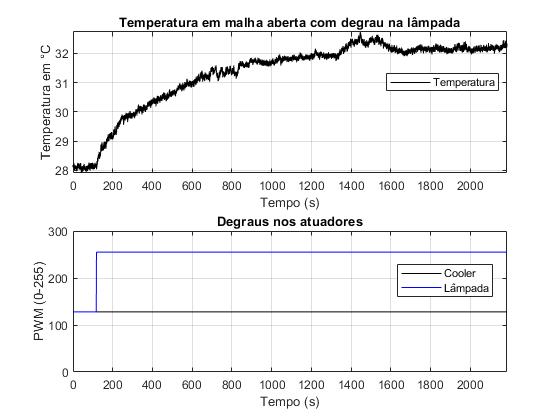 Temperatura em malha aberta com degrau na lâmpada
Temperatura em °C
32
31
30
29
28
Temperatura
0 200 400 600 800 1000 1200 1400 1600 1800 2000
Tempo (s)
Degraus nos atuadores
PWM (0-255)
300
200
100
0
Cooler
Lâmpada
0 200 400 600 800 1000 1200 1400 1600 1800 2000
Tempo (s)